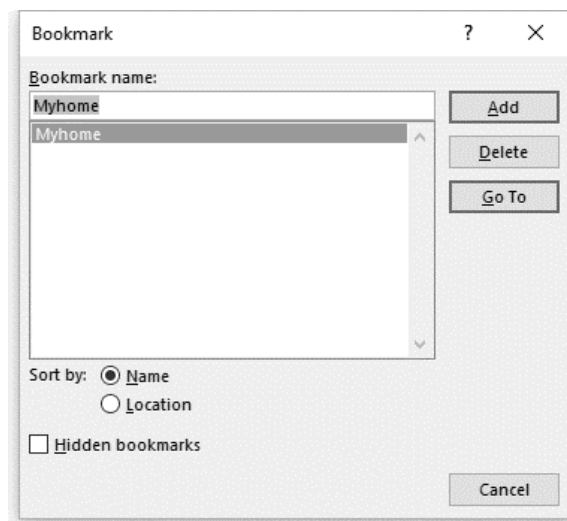 Bookmark ? X
Bookmark name:
Myhome
Add
Myhome
Delete
Go To
Sort by: Name
Location
Hidden bookmarks
Cancel